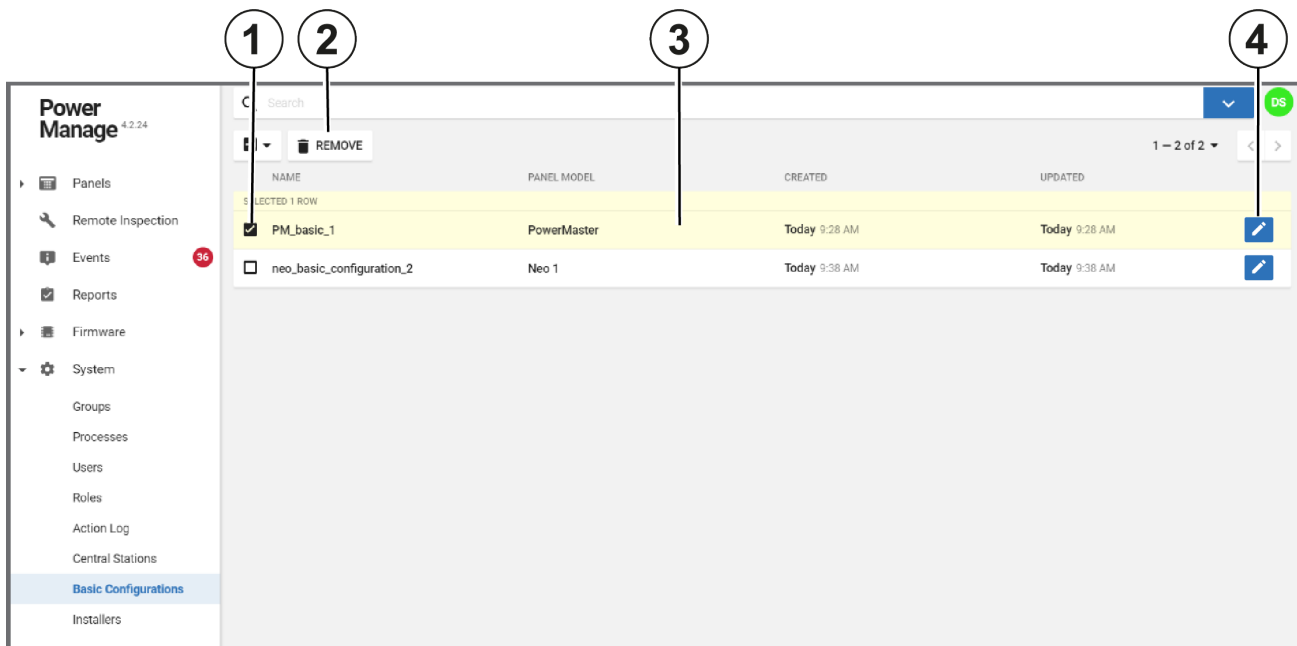 1 2 3 4
Power
Manage 4.2.24
Search
DS
REMOVE
1 – 2 of 2
NAME PANEL MODEL CREATED UPDATED
SELECTED 1 ROW
PM_basic_1 PowerMaster Today 9:28 AM Today 9:28 AM
neo_basic_configuration_2 Neo 1 Today 9:38 AM Today 9:38 AM
Panels
Remote Inspection
Events 36
Reports
Firmware
System
Groups
Processes
Users
Roles
Action Log
Central Stations
Basic Configurations
Installers